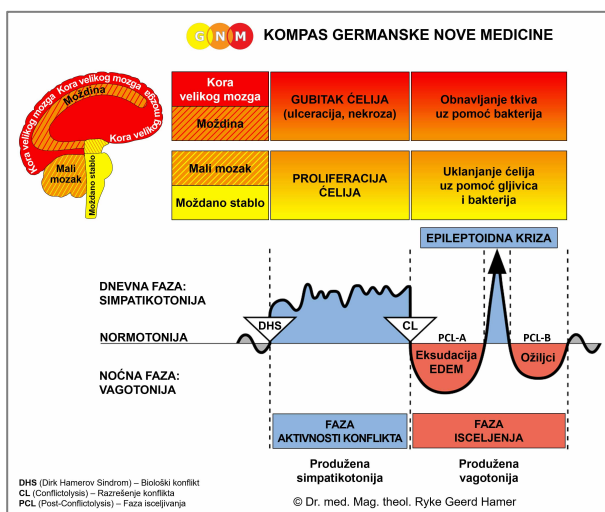 G N M KOMPAS GERMANSKE NOVE MEDICINE
Kora velikog mozga
Kora velikog mozga
Kora velikog mozga
Kora velikog
Moždina
Mali
mozak
Moždano stablo
Kora
velikog mozga
Moždina
GUBITAK ĆELIJA
(ulceracija, nekroza)
Obnavljanje tkiva
uz pomoć bakterija
Mali mozak
Moždano stablo
PROLIFERACIJA
ĆELIJA
Uklanjanje ćelija
uz pomoć gljivica
i bakterija
EPILEPTOIDNA KRIZA
DNEVNA FAZA:
SIMPATIKOTONIJA
DHS
CL
NORMOTONIJA
PCL-A
PCL-B
Eksudacija
EDEM
Ožiljci
NOĆNA FAZA:
VAGOTONIJA
FAZA
AKTIVNOSTI KONFLIKTA
FAZA
ISCELJENJA
Produžena
simpatikotonija
Produžena
vagotonija
DHS (Dirk Hamerov Sindrom) – Biološki konflikt
CL (Conflictolysis) – Razrešenje konflikta
PCL (Post-Conflictolysis) – Faza isceljivanja
© Dr. med. Mag. theol. Ryke Geerd Hamer